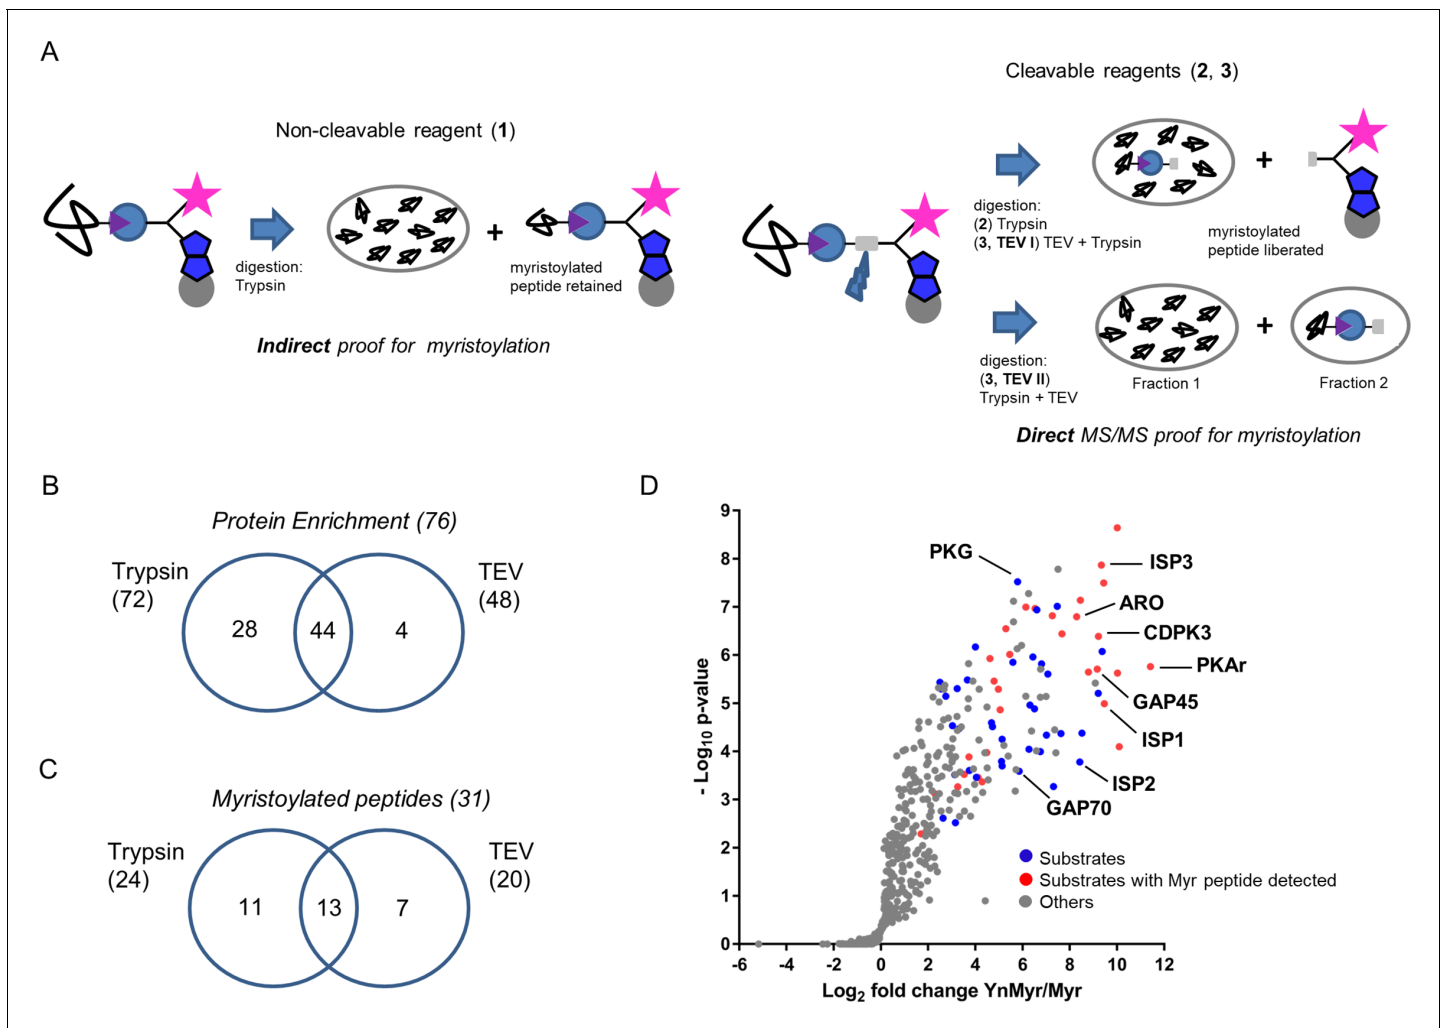 A
Non-cleavable reagent (1)
digestion:
Trypsin
+
myristoylated
peptide retained
Indirect proof for myristoylation
Cleavable reagents (2, 3)
digestion:
(2) Trypsin
(3, TEV I) TEV + Trypsin
+
myristoylated
peptide liberated
digestion:
(3, TEV II)
Trypsin + TEV
+
Fraction 1
Fraction 2
Direct MS/MS proof for myristoylation
B
Protein Enrichment (76)
Trypsin
(72)
28
44
4
TEV
(48)
C
Myristoylated peptides (31)
Trypsin
(24)
11
13
7
TEV
(20)
D
- Log10 p-value
9
8
7
6
5
4
3
2
1
0
PKG
ISP3
ARO
CDPK3
PKAr
GAP45
ISP1
ISP2
GAP70
Substrates
Substrates with Myr peptide detected
Others
-6 -4 -2 0 2 4 6 8 10 12
Log2 fold change YnMyr/Myr